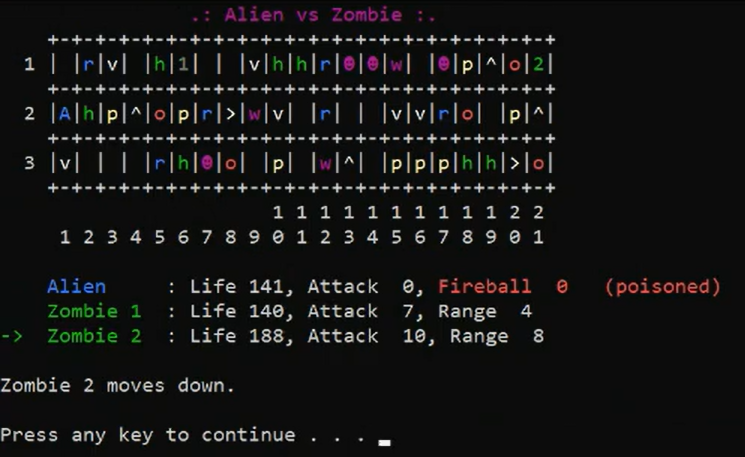 .: Alien vs Zombie :.
+-+-+-+-+-+-+-+-+-+-+-+-+-+-+-+-+-+-+-+-+-+
1 | |r|v| |h|1| | |v|h|h|r|☻|☻|w| |☻|p|^|o|2|
+-+-+-+-+-+-+-+-+-+-+-+-+-+-+-+-+-+-+-+-+-+
2 |A|h|p|^|o|p|r|>|w|v| |r| | |v|v|r|o| |p|^|
+-+-+-+-+-+-+-+-+-+-+-+-+-+-+-+-+-+-+-+-+-+
3 |v| | | |r|h|☻|o| |p| |w|^| |p|p|p|h|h|>|o|
+-+-+-+-+-+-+-+-+-+-+-+-+-+-+-+-+-+-+-+-+-+
1 1 1 1 1 1 1 1 1 1 2 2
1 2 3 4 5 6 7 8 9 0 1 2 3 4 5 6 7 8 9 0 1
Alien : Life 141, Attack 0, Fireball 0 (poisoned)
Zombie 1 : Life 140, Attack 7, Range 4
-> Zombie 2 : Life 188, Attack 10, Range 8
Zombie 2 moves down.
Press any key to continue . . . _